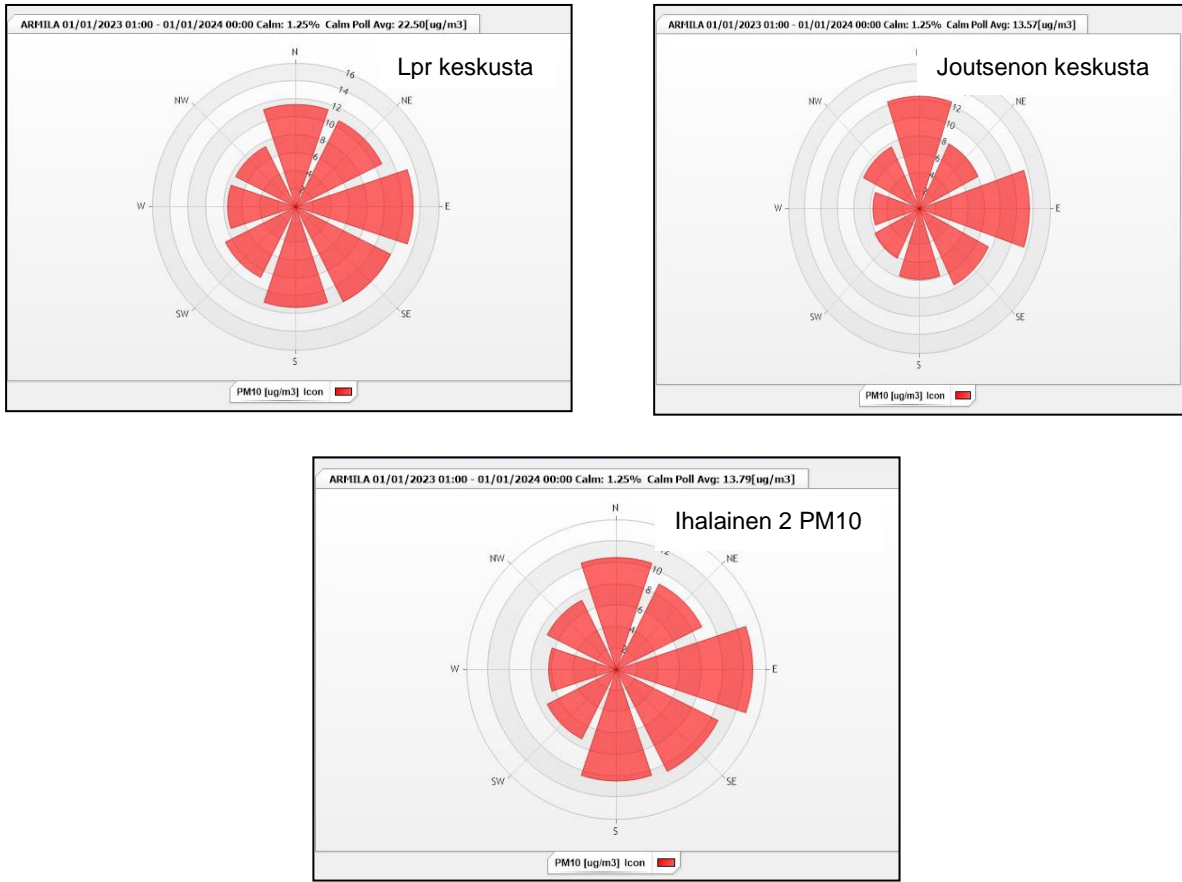 ARMILA 01/01/2023 01:00 - 01/01/2024 00:00 Calm: 1.25% Calm Poll Avg: 22.50[ug/m3]
Lpr keskusta
N
NE
E
SE
S
SW
W
NW
16
14
12
10
8
6
4
2
PM10 [ug/m3] Icon
ARMILA 01/01/2023 01:00 - 01/01/2024 00:00 Calm: 1.25% Calm Poll Avg: 13.57[ug/m3]
Joutsenon keskusta
NE
E
SE
S
SW
W
NW
12
10
8
6
4
2
PM10 [ug/m3] Icon
ARMILA 01/01/2023 01:00 - 01/01/2024 00:00 Calm: 1.25% Calm Poll Avg: 13.79[ug/m3]
Ihalainen 2 PM10
N
NE
E
SE
S
SW
W
NW
12
10
8
6
4
2
PM10 [ug/m3] Icon